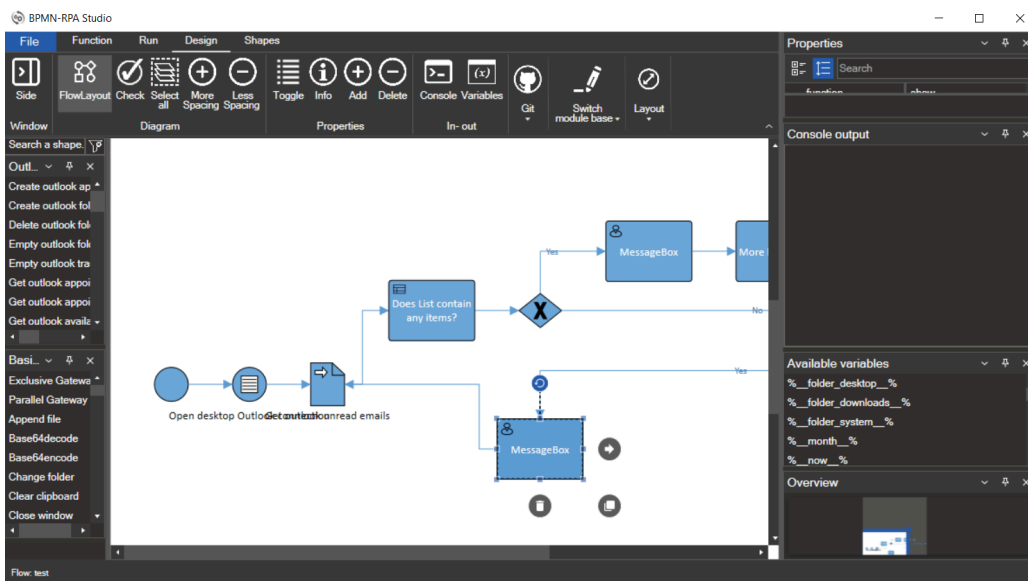 BPMN-RPA Studio
File Function Run Design Shapes
Side
FlowLayout Check Select all More Spacing Less Spacing
Toggle Info Add Delete
Console Variables
Git
Switch module base
Layout
Window Diagram Properties In- out
Search a shape.
Outl...
Create outlook ap
Create outlook fol
Delete outlook fol
Empty outlook fol
Empty outlook tra
Get outlook appoi
Get outlook appoi
Get outlook availa
Basi...
Exclusive Gatewa
Parallel Gateway
Append file
Base64decode
Base64encode
Change folder
Clear clipboard
Close window
Yes
MessageBox
More
Does List contain
any items?
X
No
Yes
Open desktop Outlook
unread emails
MessageBox
Properties
Search
function show
Console output
Available variables
%__folder_desktop__%
%__folder_downloads__%
%__folder_system__%
%__month__%
%__now__%
Overview
Flow: test